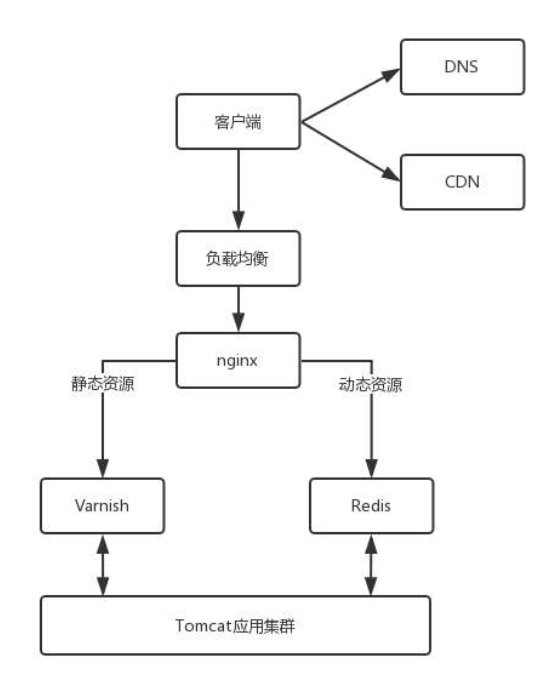 DNS
客户端
CDN
负载均衡
nginx
静态资源
动态资源
Varnish
Redis
Tomcat应用集群